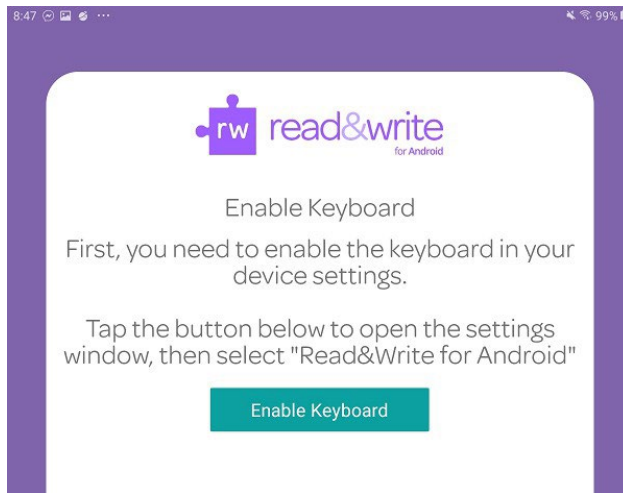 8:47 99%
rw read&write
for Android
Enable Keyboard
First, you need to enable the keyboard in your
device settings.
Tap the button below to open the settings
window, then select "Read&Write for Android"
Enable Keyboard